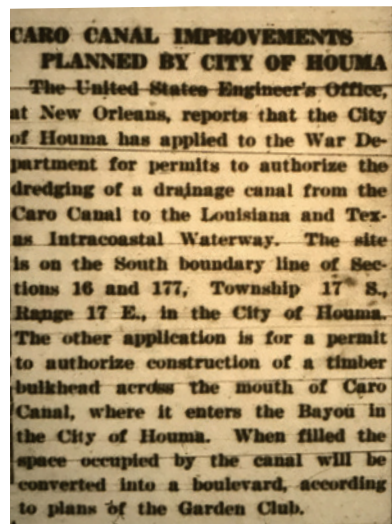 CARO CANAL IMPROVEMENTS
PLANNED BY CITY OF HOUMA
The United States Engineer's Office,
at New Orleans, reports that the City
of Houma has applied to the War De-
partment for permits to authorize the
dredging of a drainage canal from the
Caro Canal to the Louisiana and Tex-
as Intracoastal Waterway. The site
is on the South boundary line of Sec-
tions 16 and 177, Township 17 S.,
Range 17 E., in the City of Houma.
The other application is for a permit
to authorize construction of a timber
bulkhead across the mouth of Caro
Canal, where it enters the Bayou in
the City of Houma. When filled the
space occupied by the canal will be
converted into a boulevard, according
to plans of the Garden Club.